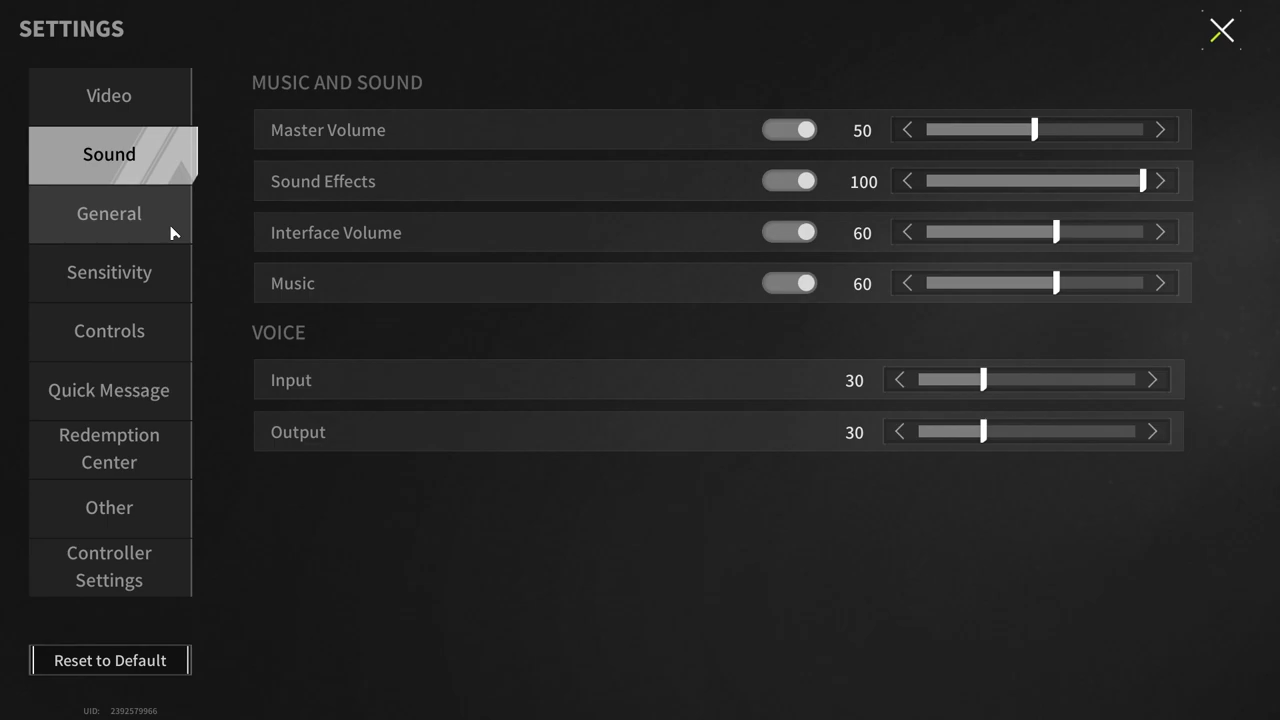 SETTINGS
Video
Sound
General
Sensitivity
Controls
Quick Message
Redemption
Center
Other
Controller
Settings
Reset to Default
UID: 2392579966
MUSIC AND SOUND
Master Volume 50
Sound Effects 100
Interface Volume 60
Music 60
VOICE
Input 30
Output 30